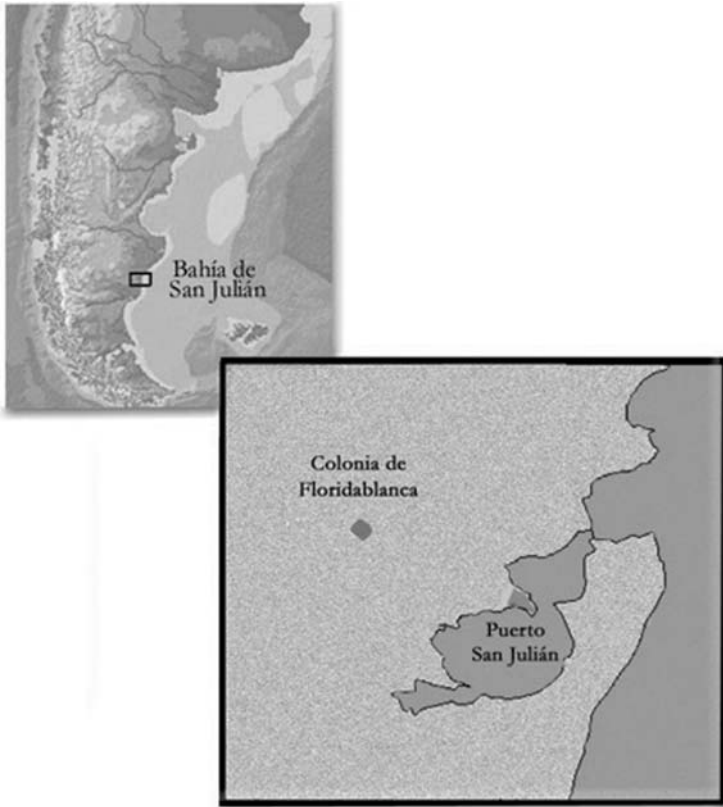 Bahía de
San Julián
Colonia de
Floridablanca
Puerto
San Julián